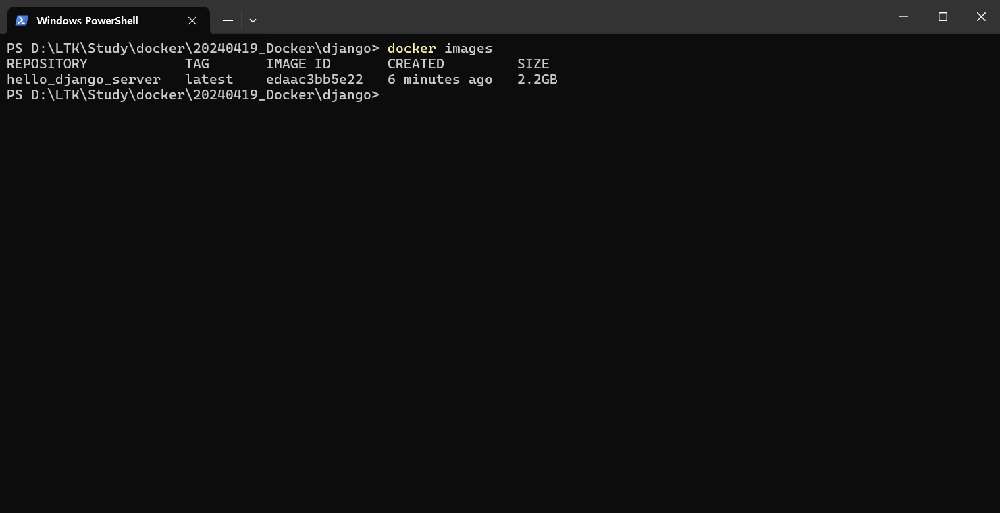 Windows PowerShell
PS D:\LTK\Study\docker\20240419_Docker\django> docker images
REPOSITORY            TAG       IMAGE ID       CREATED         SIZE
hello_django_server   latest    edaac3bb5e22   6 minutes ago   2.2GB
PS D:\LTK\Study\docker\20240419_Docker\django>